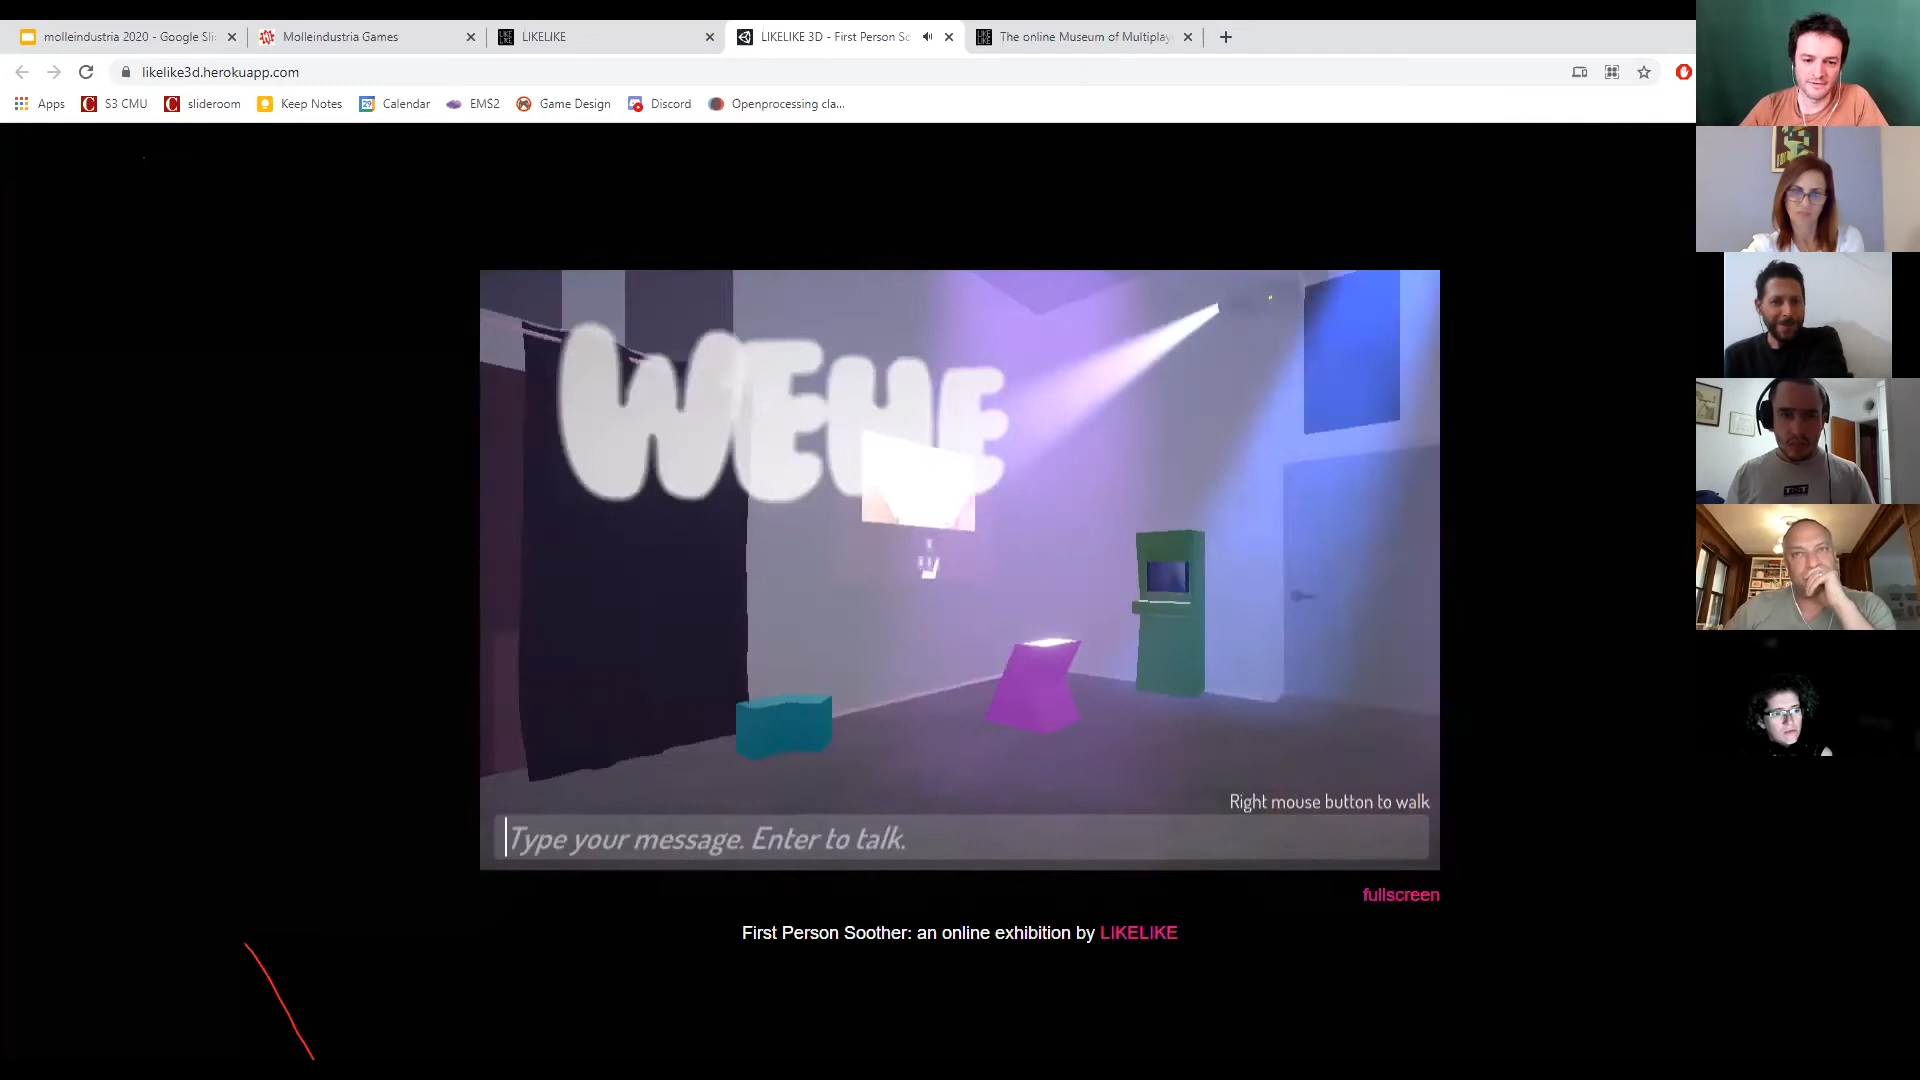 molleindustria 2020 - Google Sli
Molleindustria Games
LIKELIKE
LIKELIKE 3D - First Person So
The online Museum of Multiplay
likelike3d.herokuapp.com
Apps
S3 CMU
slideroom
Keep Notes
Calendar
EMS2
Game Design
Discord
Openprocessing cla...
Right mouse button to walk
Type your message. Enter to talk.
fullscreen
First Person Soother: an online exhibition by LIKELIKE